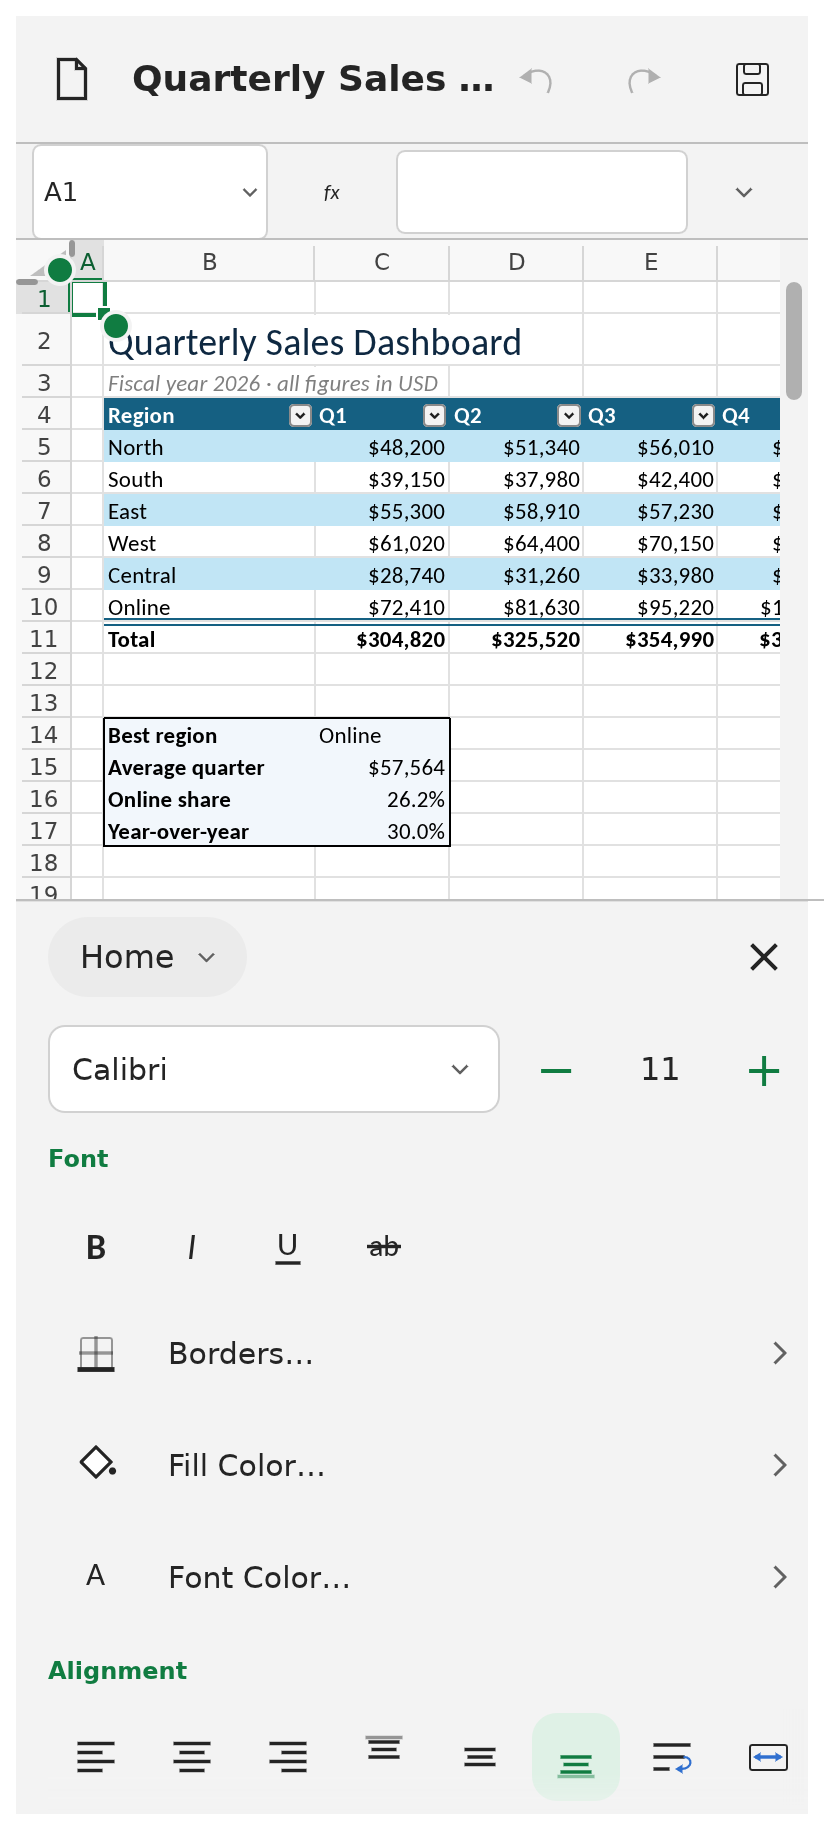 Quarterly Sales ...
A1 fx
A B C D E
1
2 Quarterly Sales Dashboard
3 Fiscal year 2026 · all figures in USD
4 Region Q1 Q2 Q3 Q4
5 North $48,200 $51,340 $56,010 $
6 South $39,150 $37,980 $42,400 $
7 East $55,300 $58,910 $57,230 $
8 West $61,020 $64,400 $70,150 $
9 Central $28,740 $31,260 $33,980 $
10 Online $72,410 $81,630 $95,220 $1
11 Total $304,820 $325,520 $354,990 $3
12
13
14 Best region Online
15 Average quarter $57,564
16 Online share 26.2%
17 Year-over-year 30.0%
18
19
Home
Calibri 11
Font
B I U ab
Borders...
Fill Color...
A Font Color...
Alignment